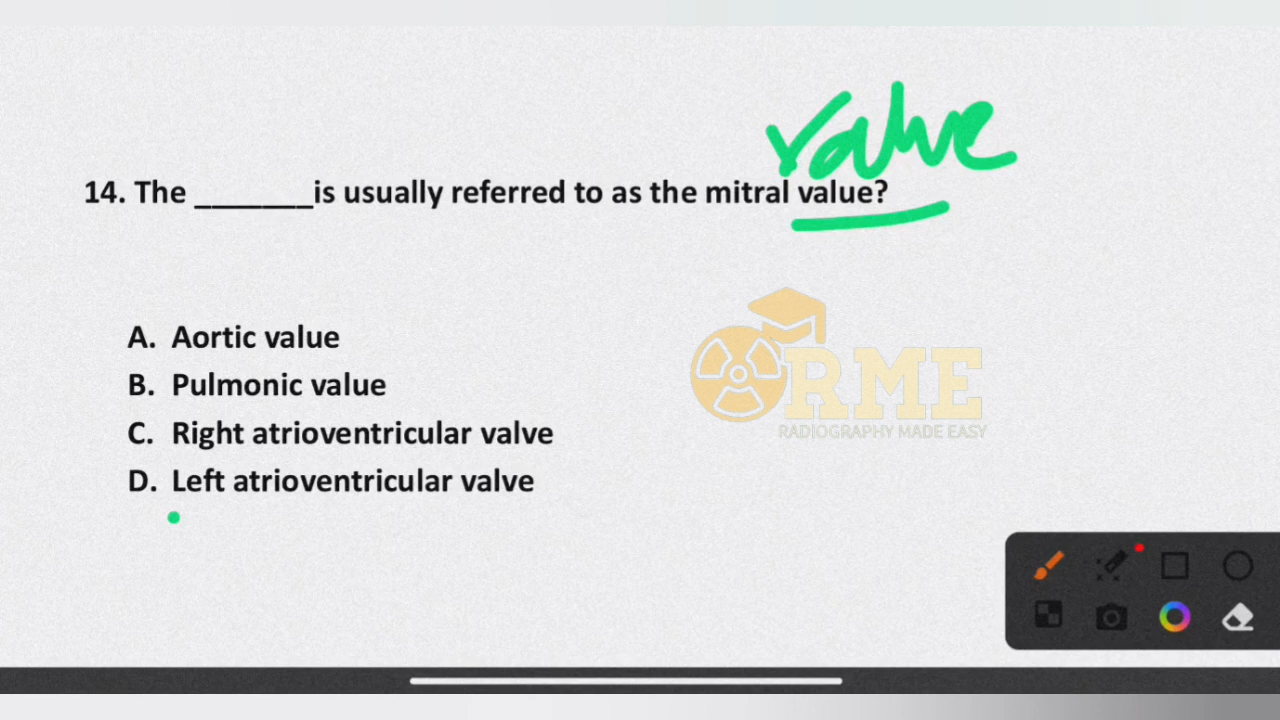 valve
14. The _______is usually referred to as the mitral value?
A. Aortic value
B. Pulmonic value
RME
RADIOGRAPHY MADE EASY
C. Right atrioventricular valve
D. Left atrioventricular valve